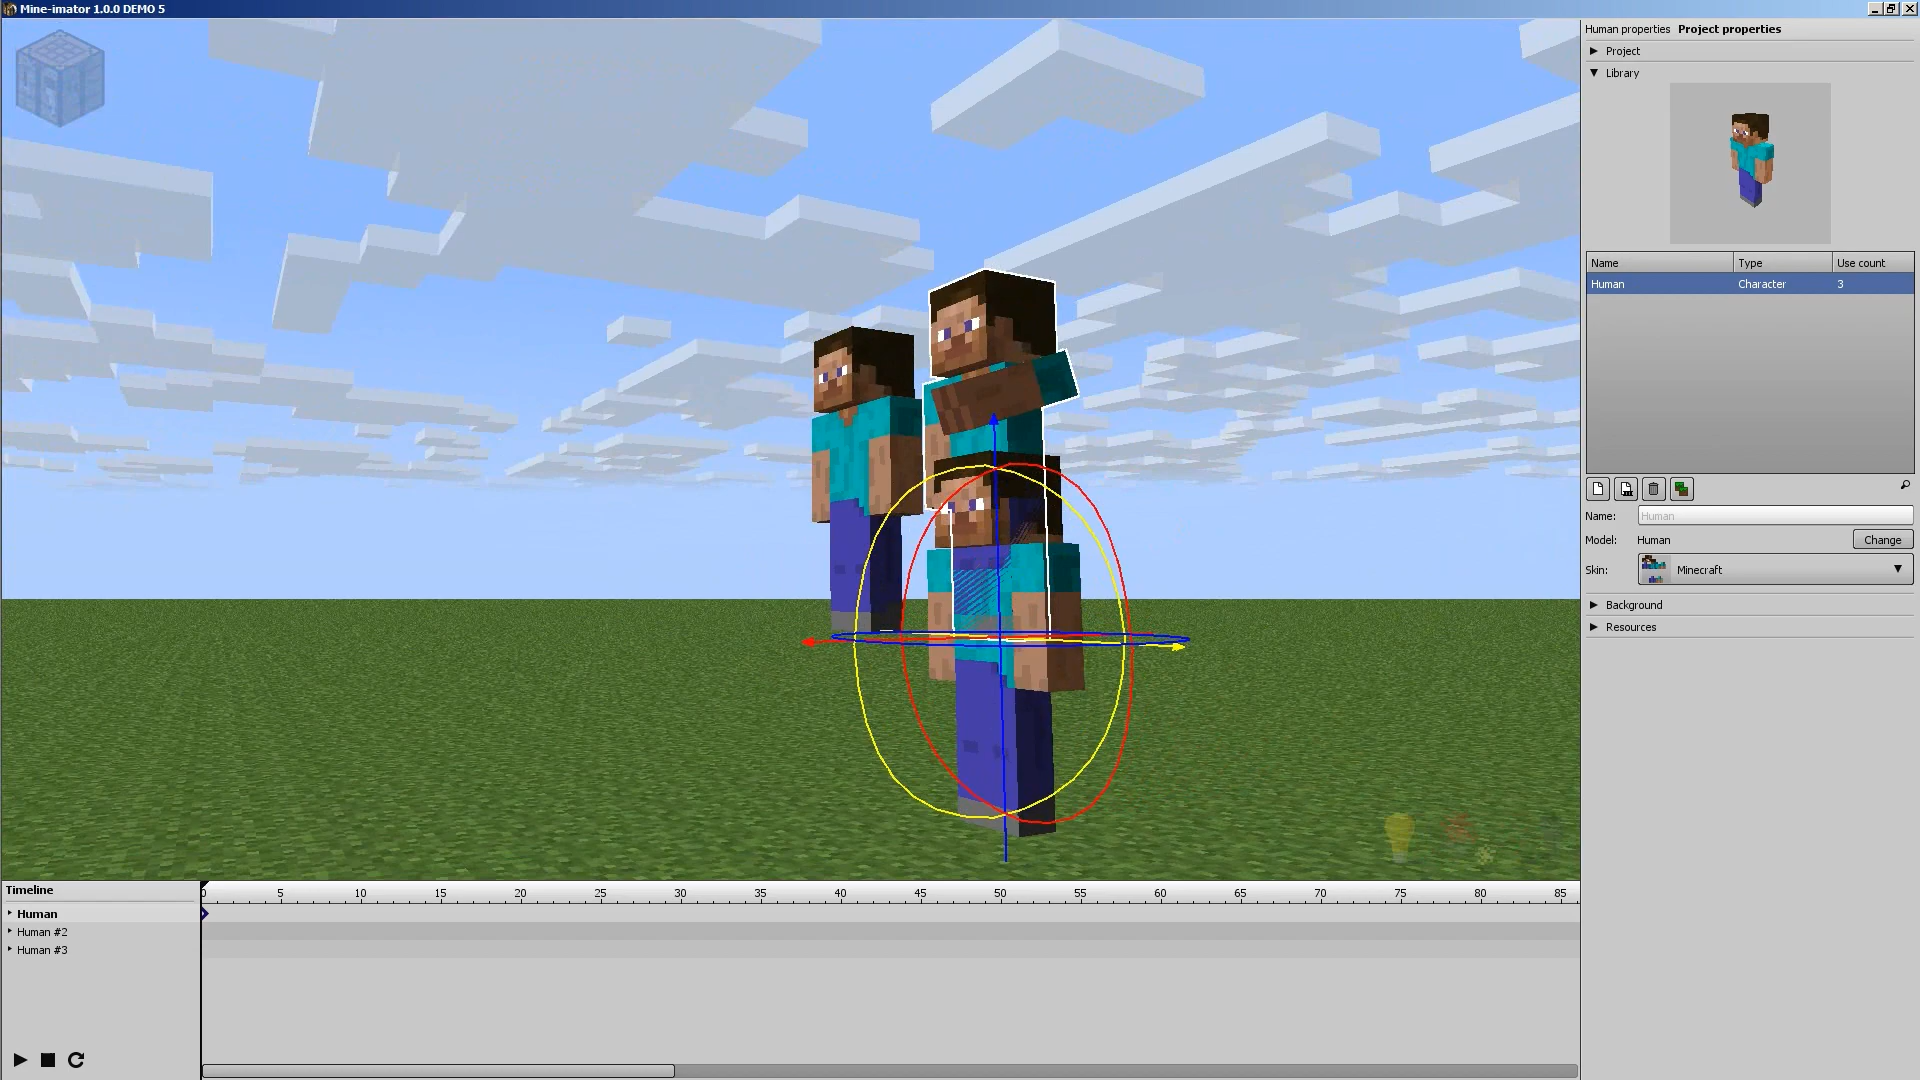 Mine-imator 1.0.0 DEMO 5
Human properties Project properties
Project
Library
Name Type Use count
Human Character 3
Name: Human
Model: Human Change
Skin: Minecraft
Background
Resources
Timeline
0 5 10 15 20 25 30 35 40 45 50 55 60 65 70 75 80 85
Human
Human #2
Human #3